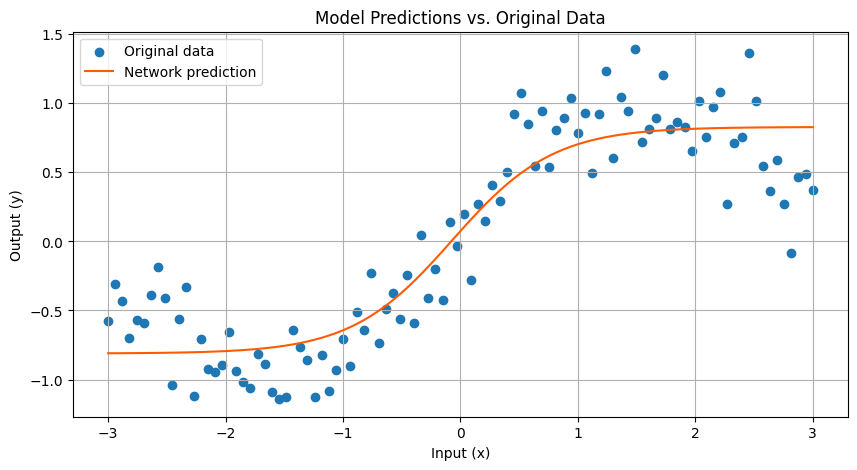 Model Predictions vs. Original Data
Original data
Network prediction
Output (y)
1.5
1.0
0.5
0.0
−0.5
−1.0
−3 −2 −1 0 1 2 3
Input (x)